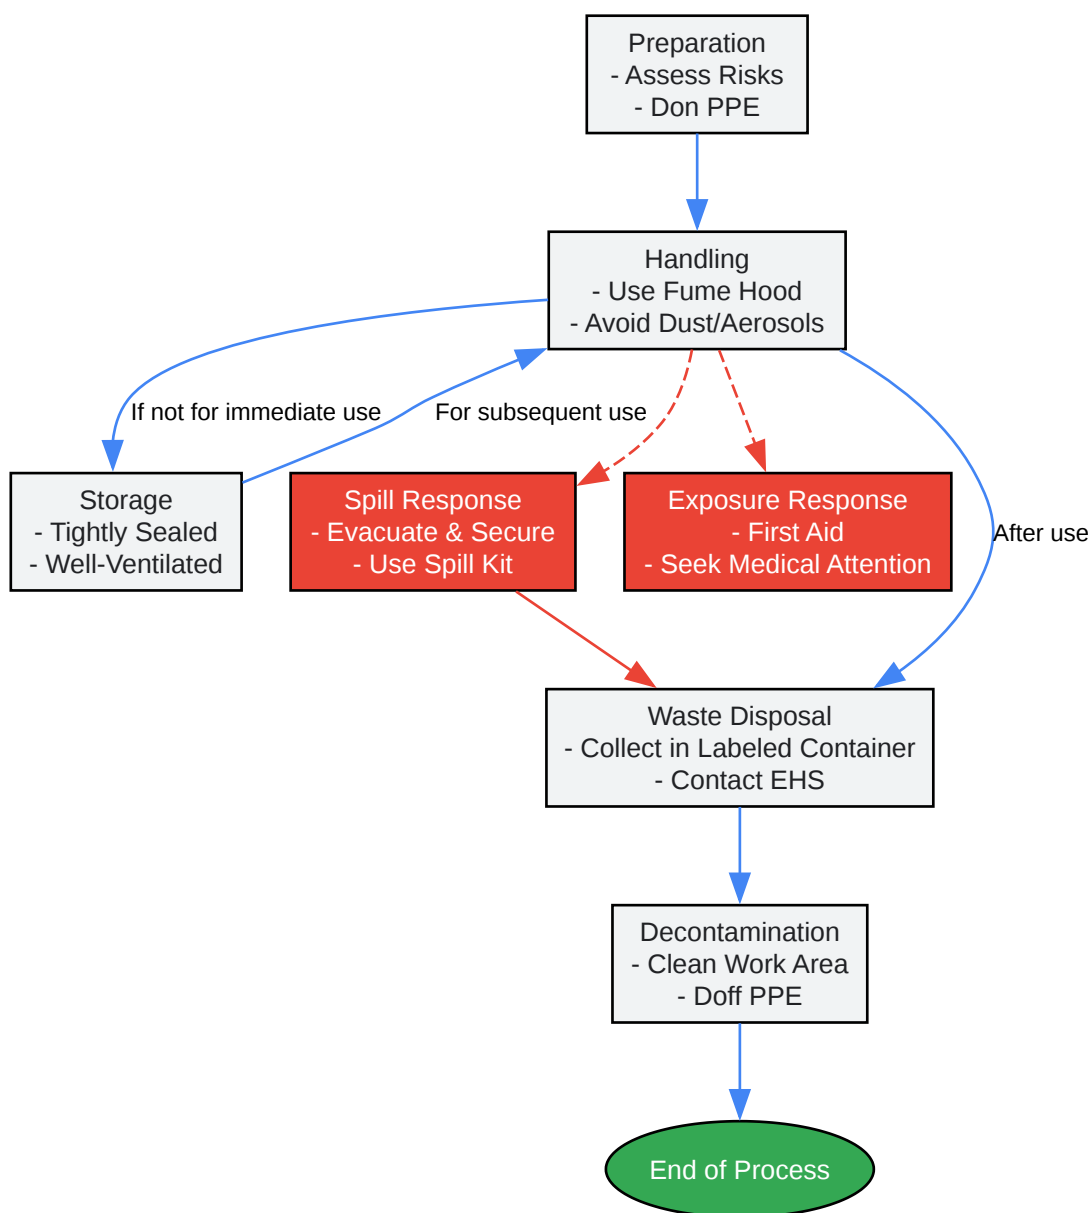 Preparation
- Assess Risks
- Don PPE
Handling
- Use Fume Hood
- Avoid Dust/Aerosols
If not for immediate use
For subsequent use
Storage
- Tightly Sealed
- Well-Ventilated
Spill Response
- Evacuate & Secure
- Use Spill Kit
Exposure Response
- First Aid
- Seek Medical Attention
After use
Waste Disposal
- Collect in Labeled Container
- Contact EHS
Decontamination
- Clean Work Area
- Doff PPE
End of Process